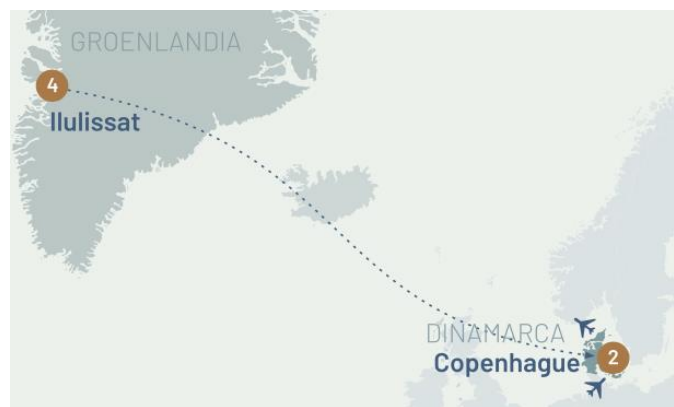 GROENLANDIA
4
Ilulissat
DINAMARCA
Copenhague
2